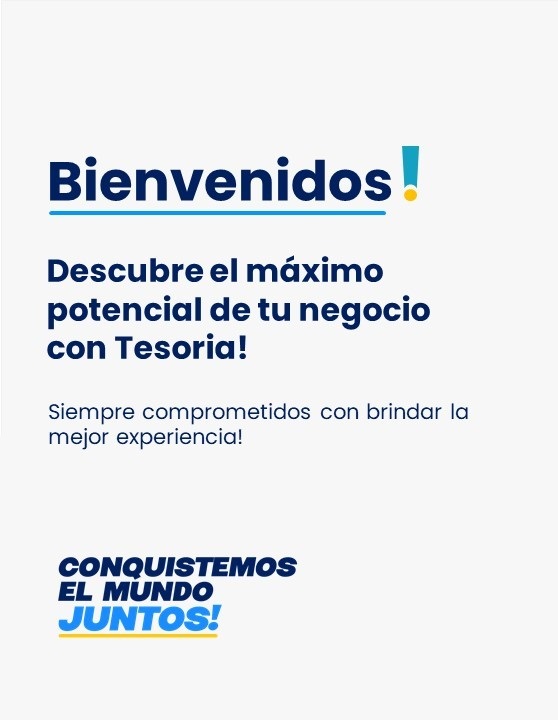 Bienvenidos!
Descubre el máximo
potencial de tu negocio
con Tesoria!
Siempre comprometidos con brindar la
mejor experiencia!
CONQUISTEMOS
EL MUNDO
JUNTOS!